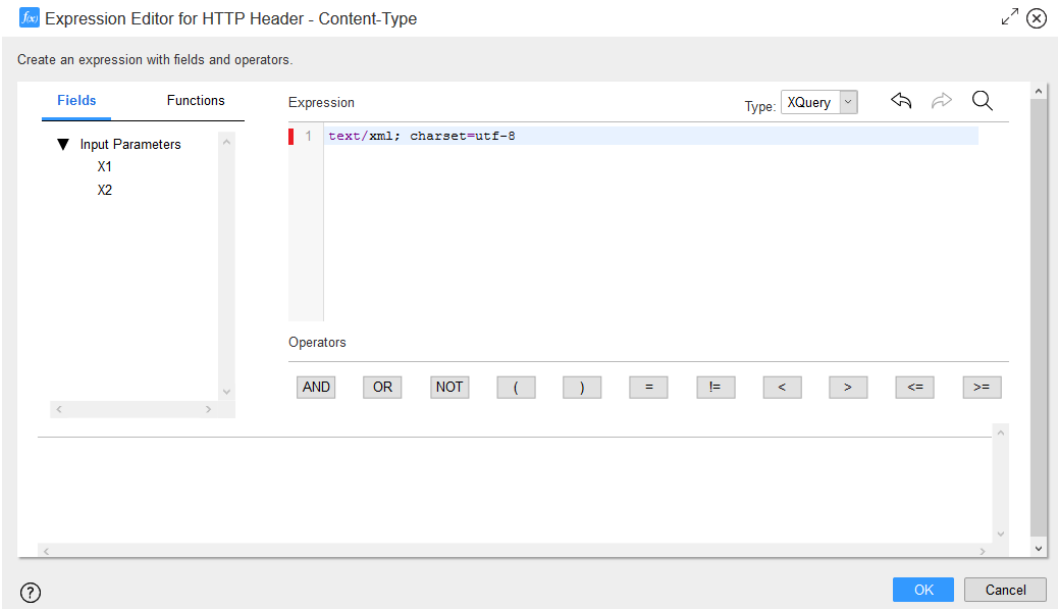 f(x) Expression Editor for HTTP Header - Content-Type
Create an expression with fields and operators.
Fields Functions
Expression
Type: XQuery
1 text/xml; charset=utf-8
Input Parameters
X1
X2
Operators
AND OR NOT ( ) = != < > <= >=
? OK Cancel